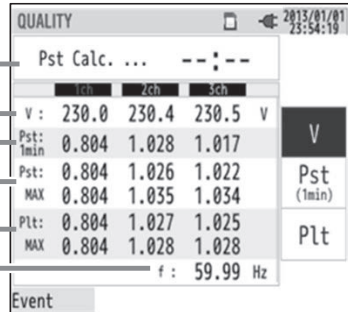 QUALITY 2013/01/01
23:54:19
Pst Calc. ... --:--
1ch 2ch 3ch
V: 230.0 230.4 230.5 V
Pst:
1min 0.804 1.028 1.017
Pst: 0.804 1.026 1.022
MAX 0.804 1.035 1.034
Plt: 0.804 1.027 1.025
MAX 0.804 1.028 1.028
f: 59.99 Hz
V
Pst
(1min)
Plt
Event